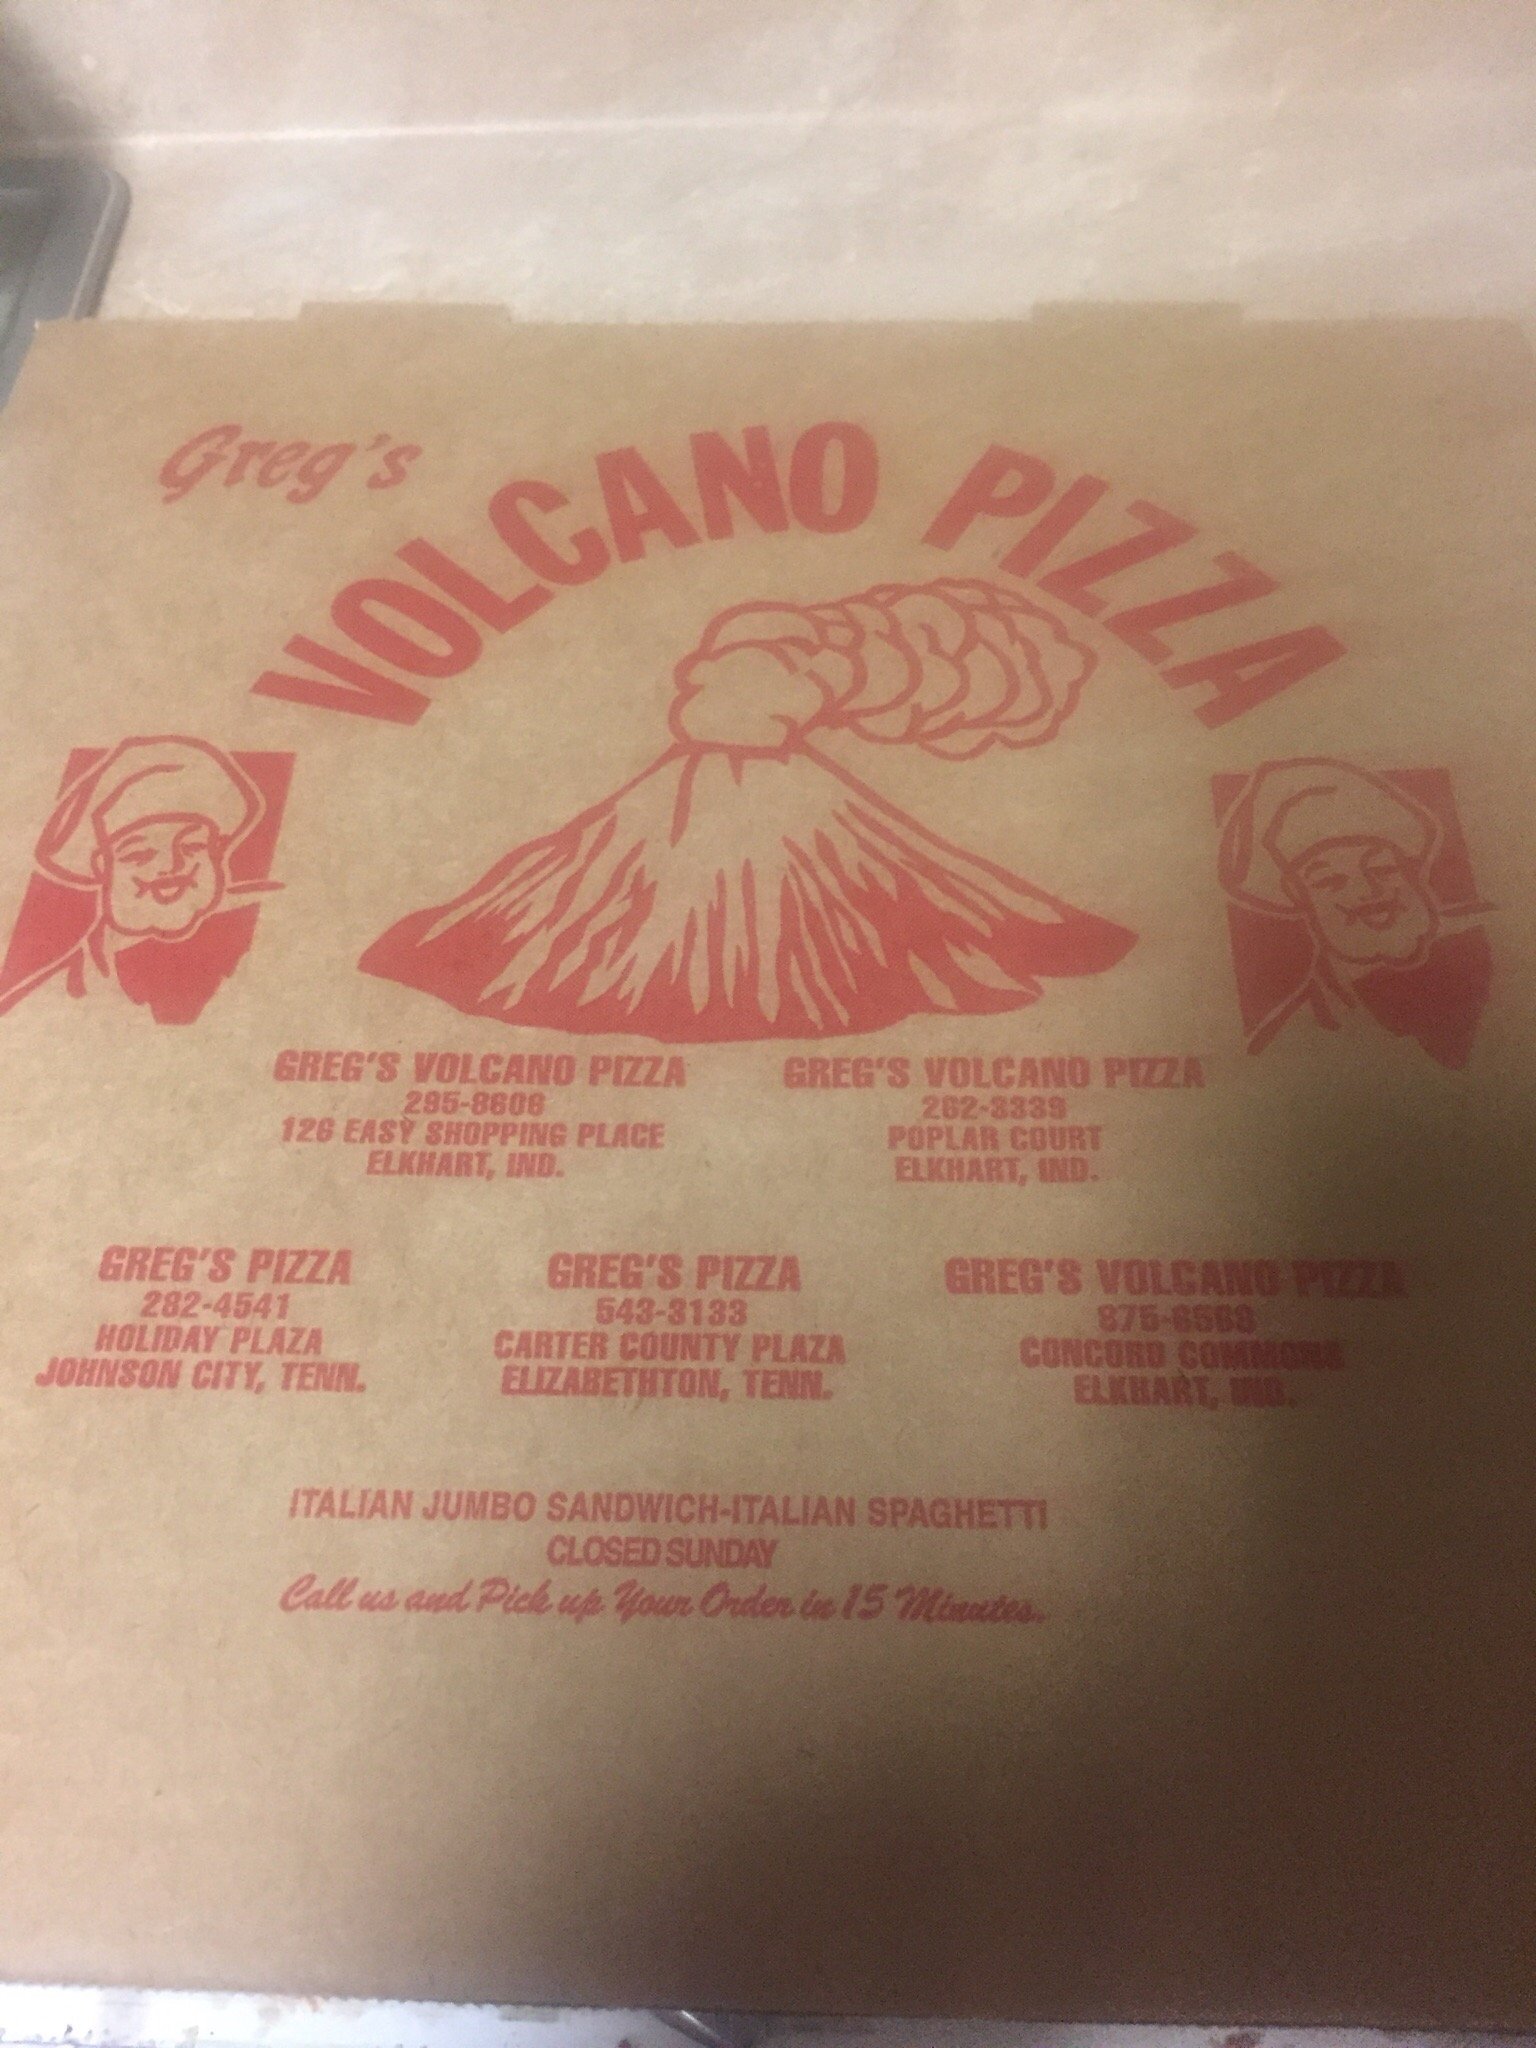 Greg's
VOLCANO PIZZA
GREG'S VOLCANO PIZZA
295-8606
126 EASY SHOPPING PLACE
ELKHART, IND.
GREG'S VOLCANO PIZZA
262-3339
POPLAR COURT
ELKHART, IND.
GREG'S PIZZA
282-4541
HOLIDAY PLAZA
JOHNSON CITY, TENN.
GREG'S PIZZA
543-3133
CARTER COUNTY PLAZA
ELIZABETHTON, TENN.
GREG'S VOLCANO PIZZA
CONCORD COMMONS
ELKHART, IND.
ITALIAN JUMBO SANDWICH-ITALIAN SPAGHETTI
CLOSED SUNDAY
Call us and Pick up Your Order in 15 Minutes.